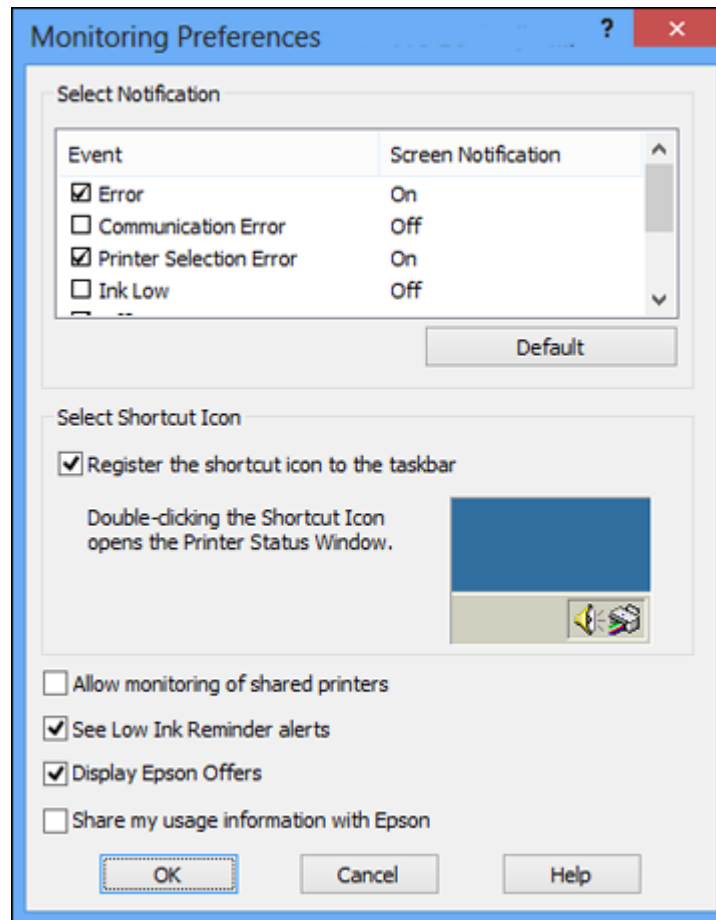 Monitoring Preferences
?
Select Notification
Event Screen Notification
Error On
Communication Error Off
Printer Selection Error On
Ink Low Off
Default
Select Shortcut Icon
Register the shortcut icon to the taskbar
Double-clicking the Shortcut Icon
opens the Printer Status Window.
Allow monitoring of shared printers
See Low Ink Reminder alerts
Display Epson Offers
Share my usage information with Epson
OK Cancel Help